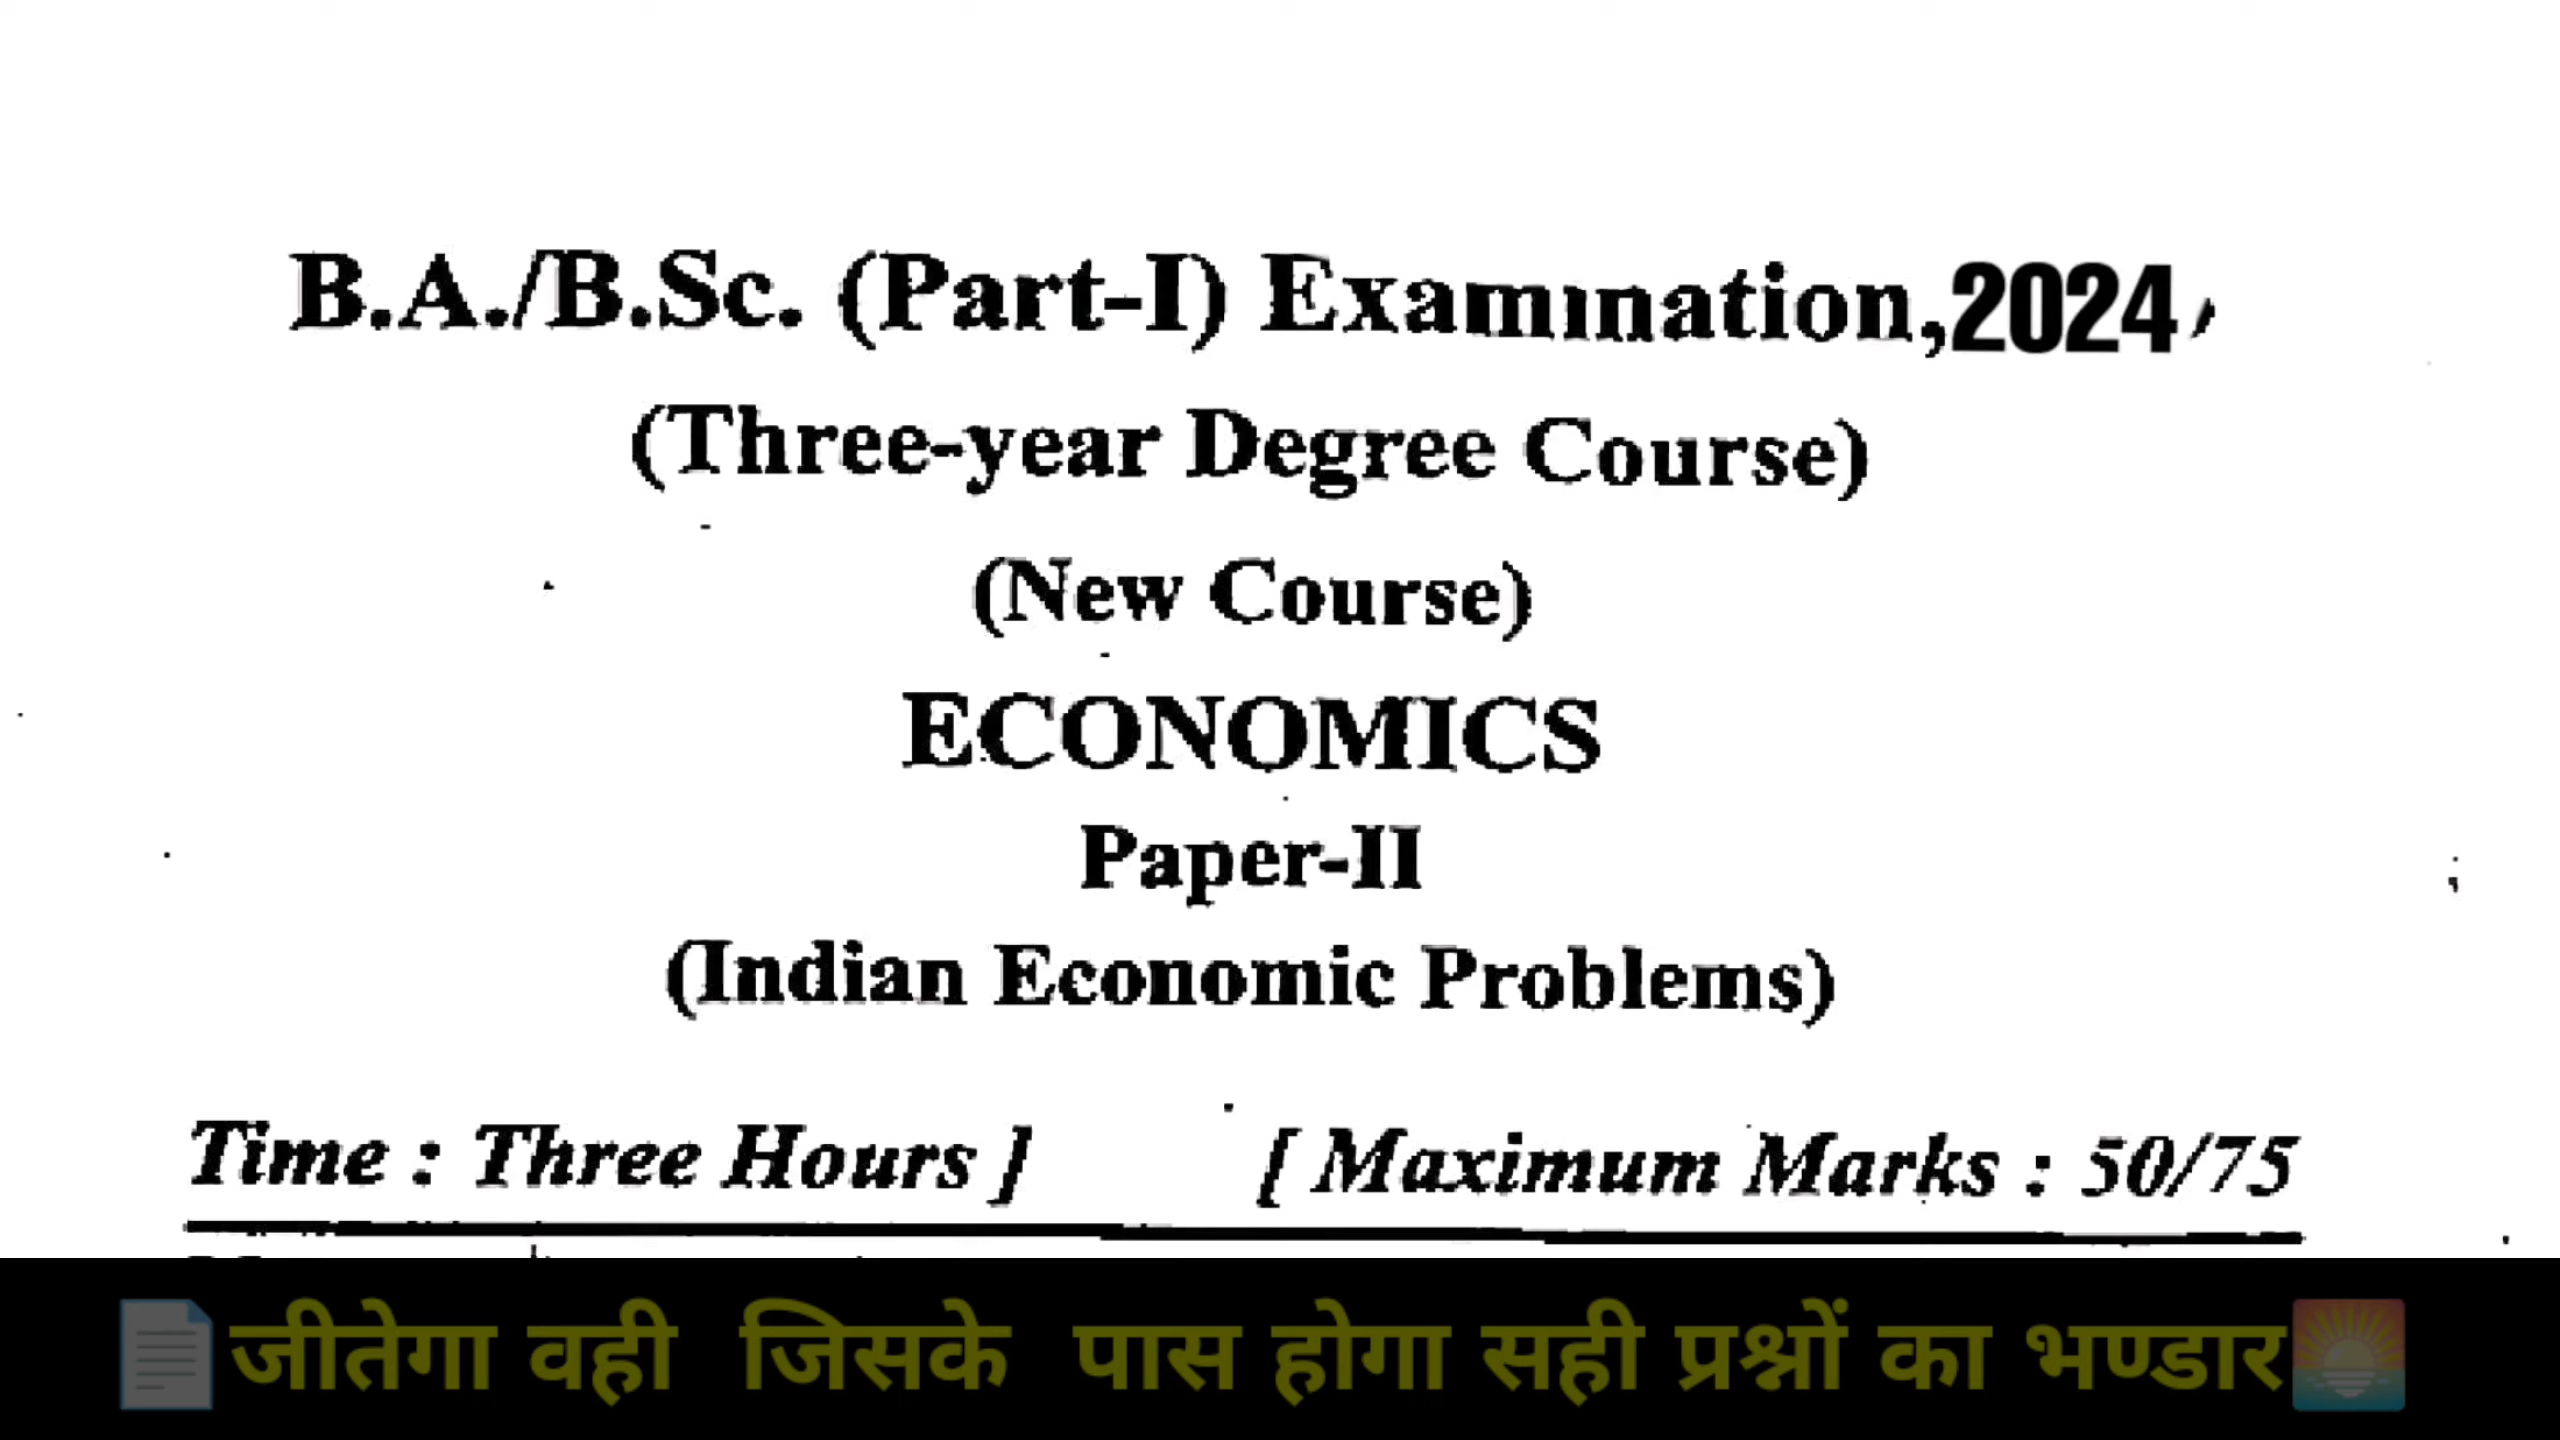 B.A./B.Sc. (Part-I) Examination,2024,
(Three-year Degree Course)
(New Course)
ECONOMICS
Paper-II
(Indian Economic Problems)
Time : Three Hours ] [ Maximum Marks : 50/75
जीतेगा वही जिसके पास होगा सही प्रश्नों का भण्डार